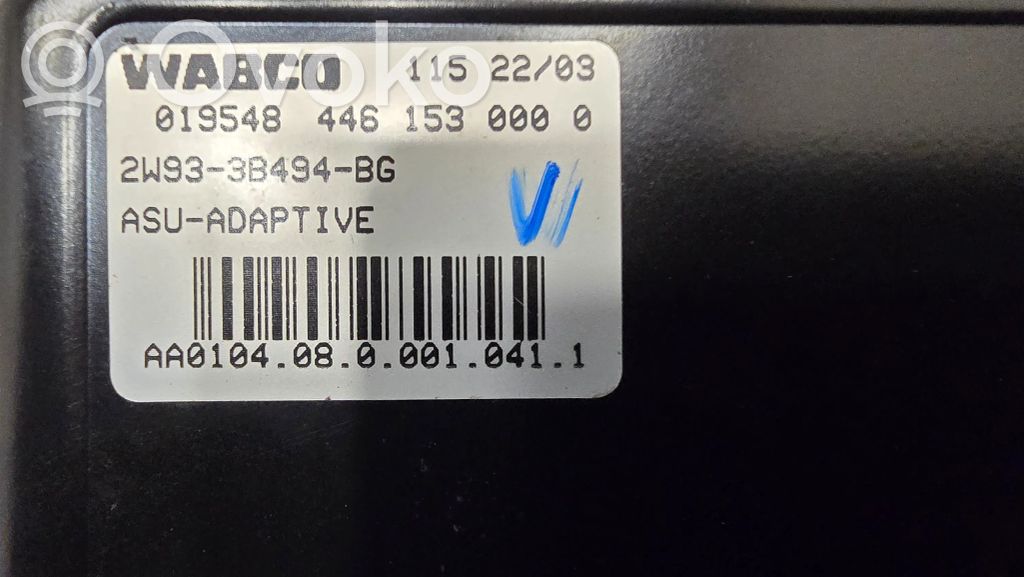 Ovoko
WABCO 115 22/03
019548 446 153 000 0
2W93-3B494-BG
ASU-ADAPTIVE
AA0104.08.0.001.041.1